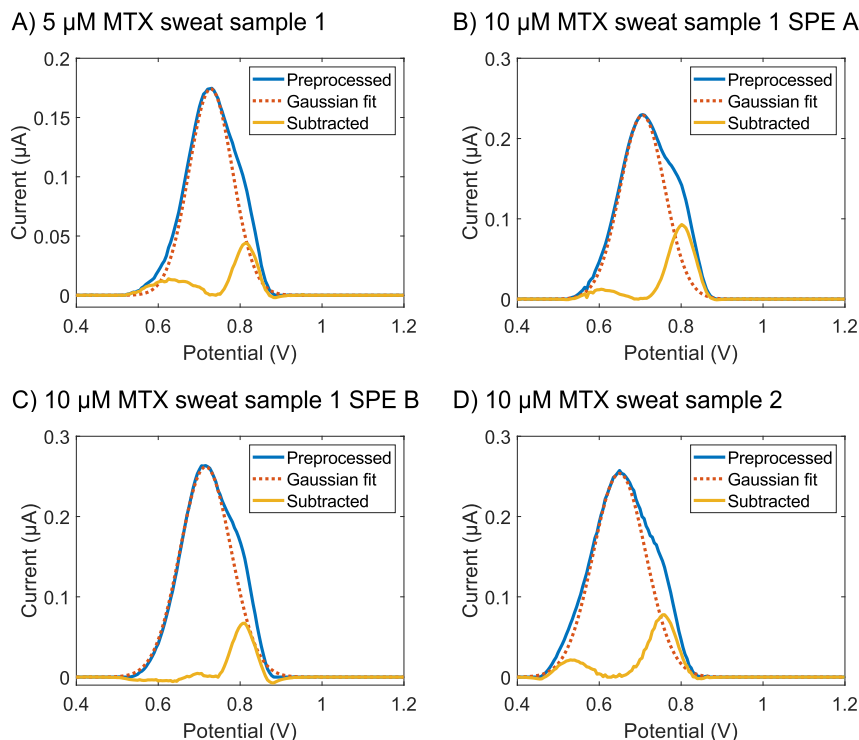 A) 5 µM MTX sweat sample 1
0.2
0.15
0.1
0.05
0
Current (µA)
0.4 0.6 0.8 1 1.2
Potential (V)
Preprocessed
Gaussian fit
Subtracted
B) 10 µM MTX sweat sample 1 SPE A
0.3
0.2
0.1
0
Current (µA)
0.4 0.6 0.8 1 1.2
Potential (V)
Preprocessed
Gaussian fit
Subtracted
C) 10 µM MTX sweat sample 1 SPE B
0.3
0.2
0.1
0
Current (µA)
0.4 0.6 0.8 1 1.2
Potential (V)
Preprocessed
Gaussian fit
Subtracted
D) 10 µM MTX sweat sample 2
0.3
0.2
0.1
0
Current (µA)
0.4 0.6 0.8 1 1.2
Potential (V)
Preprocessed
Gaussian fit
Subtracted